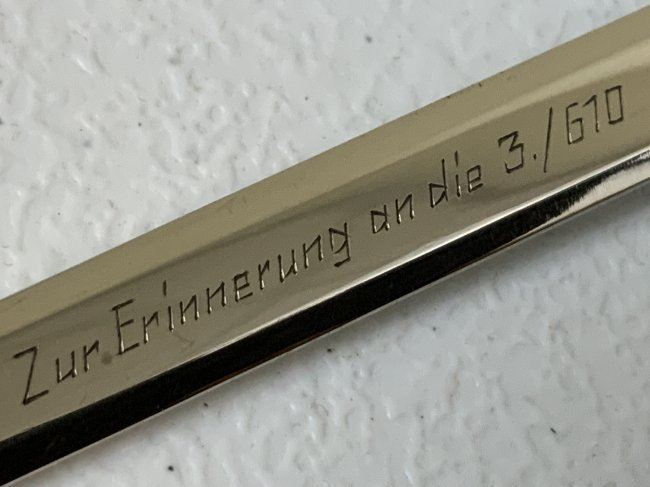 Zur Erinnerung an die 3./610